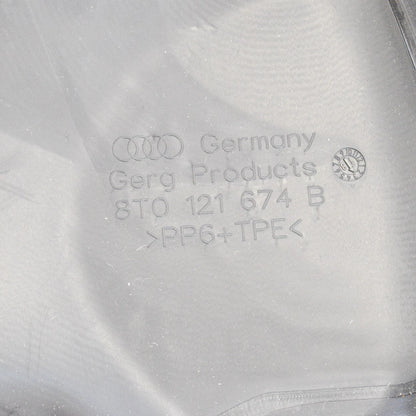 Germany
Gerg Products
8T0 121 674 B
>PP6+TPE<